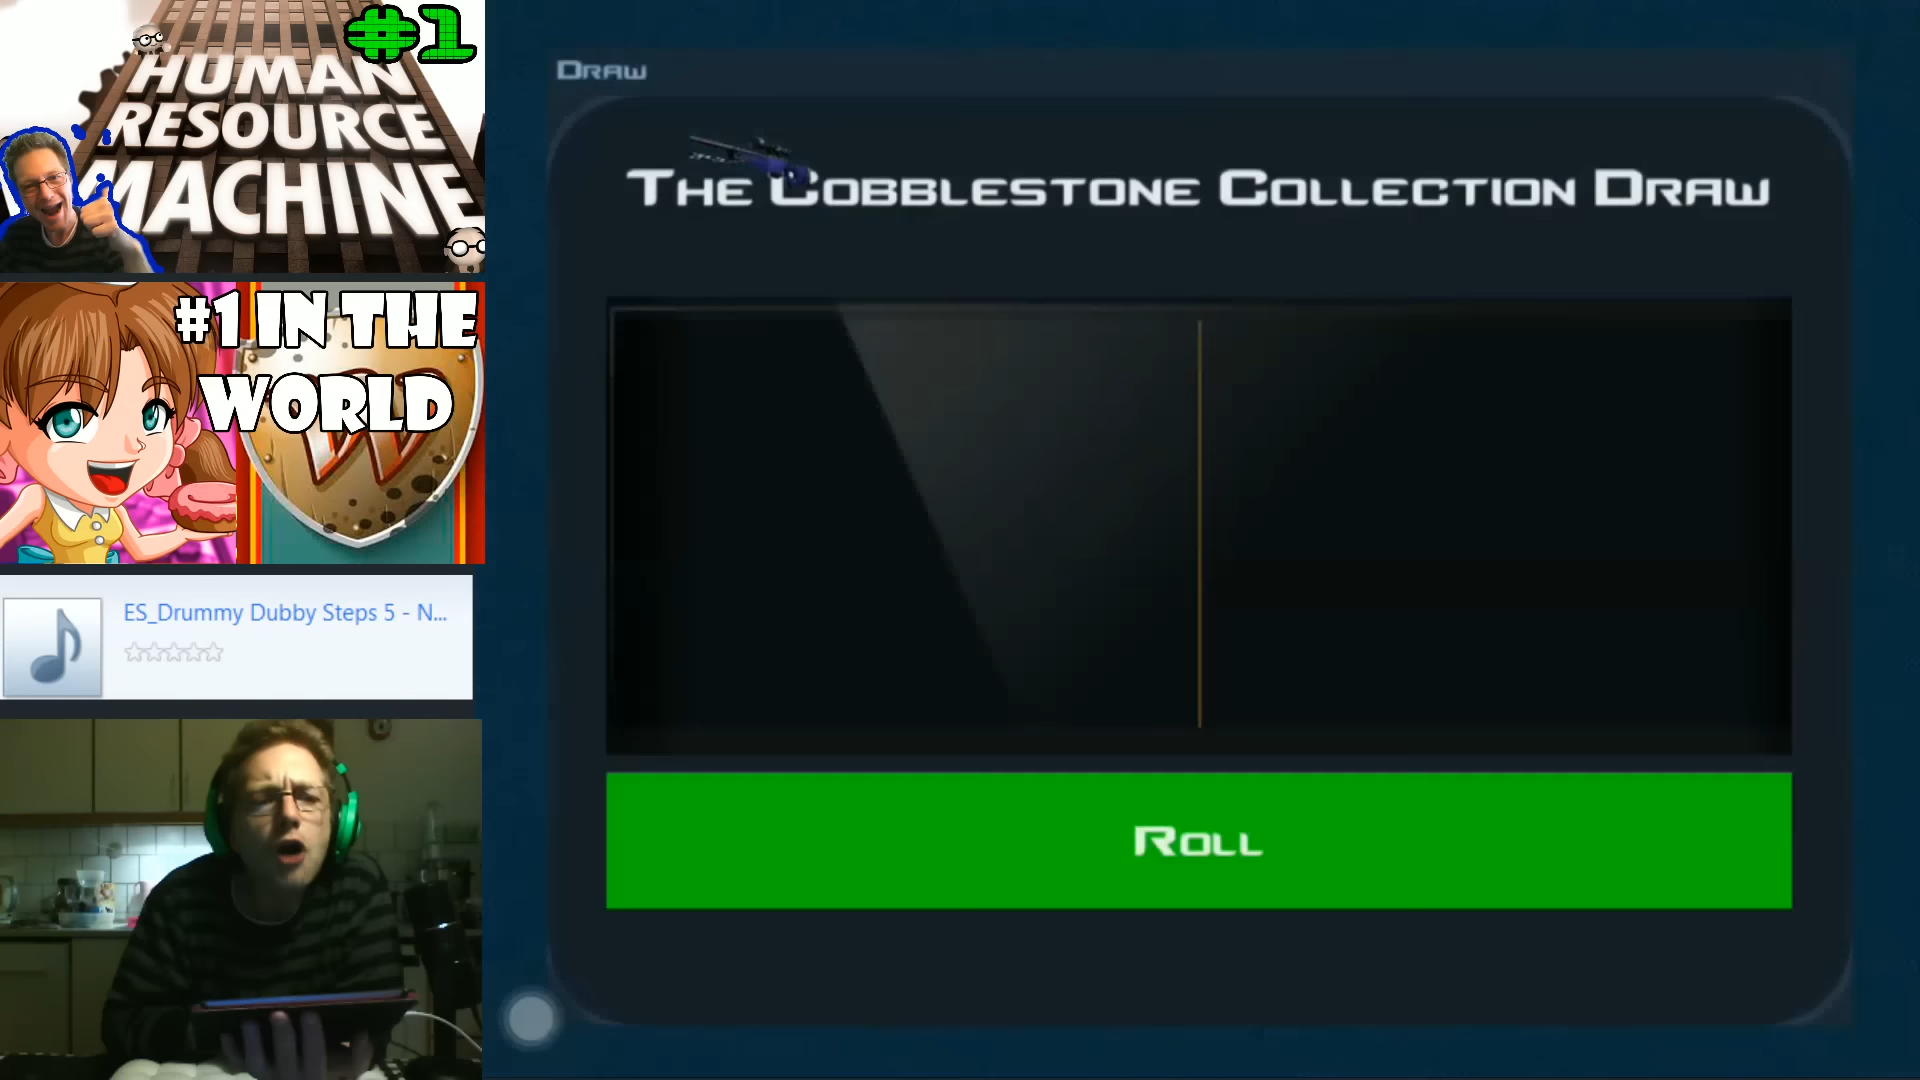 #1
HUMAN
RESOURCE
MACHINE
#1 IN THE
WORLD
ES_Drummy Dubby Steps 5 - N...
DRAW
THE COBBLESTONE COLLECTION DRAW
ROLL